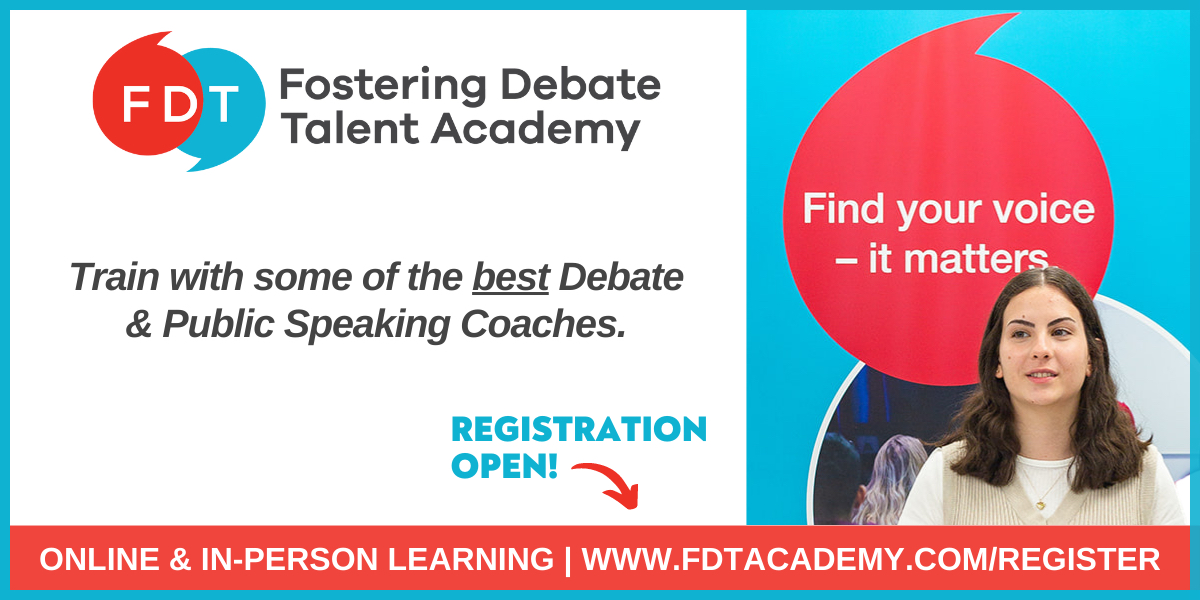 FDT
Fostering Debate
Talent Academy
Train with some of the best Debate
& Public Speaking Coaches.
REGISTRATION
OPEN!
Find your voice
– it matters.
ONLINE & IN-PERSON LEARNING | WWW.FDTACADEMY.COM/REGISTER